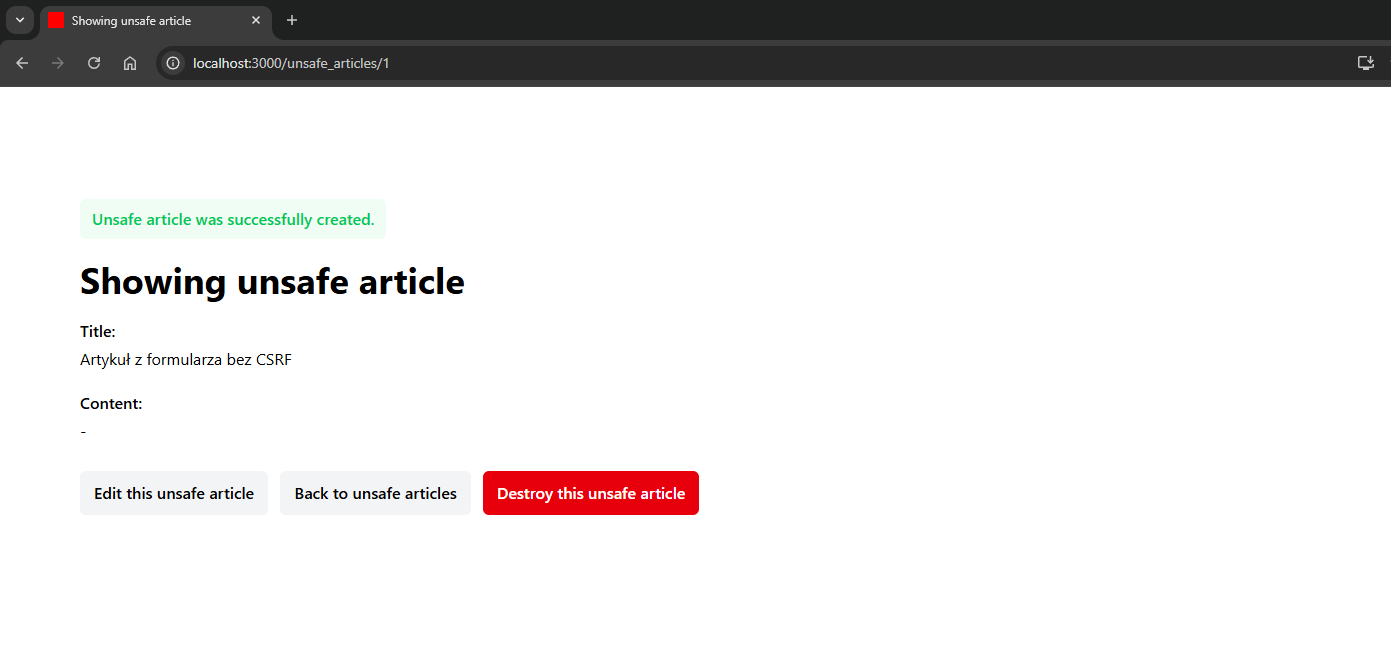 Showing unsafe article
localhost:3000/unsafe_articles/1
Unsafe article was successfully created.
Showing unsafe article
Title:
Artykuł z formularza bez CSRF
Content:
-
Edit this unsafe article Back to unsafe articles Destroy this unsafe article